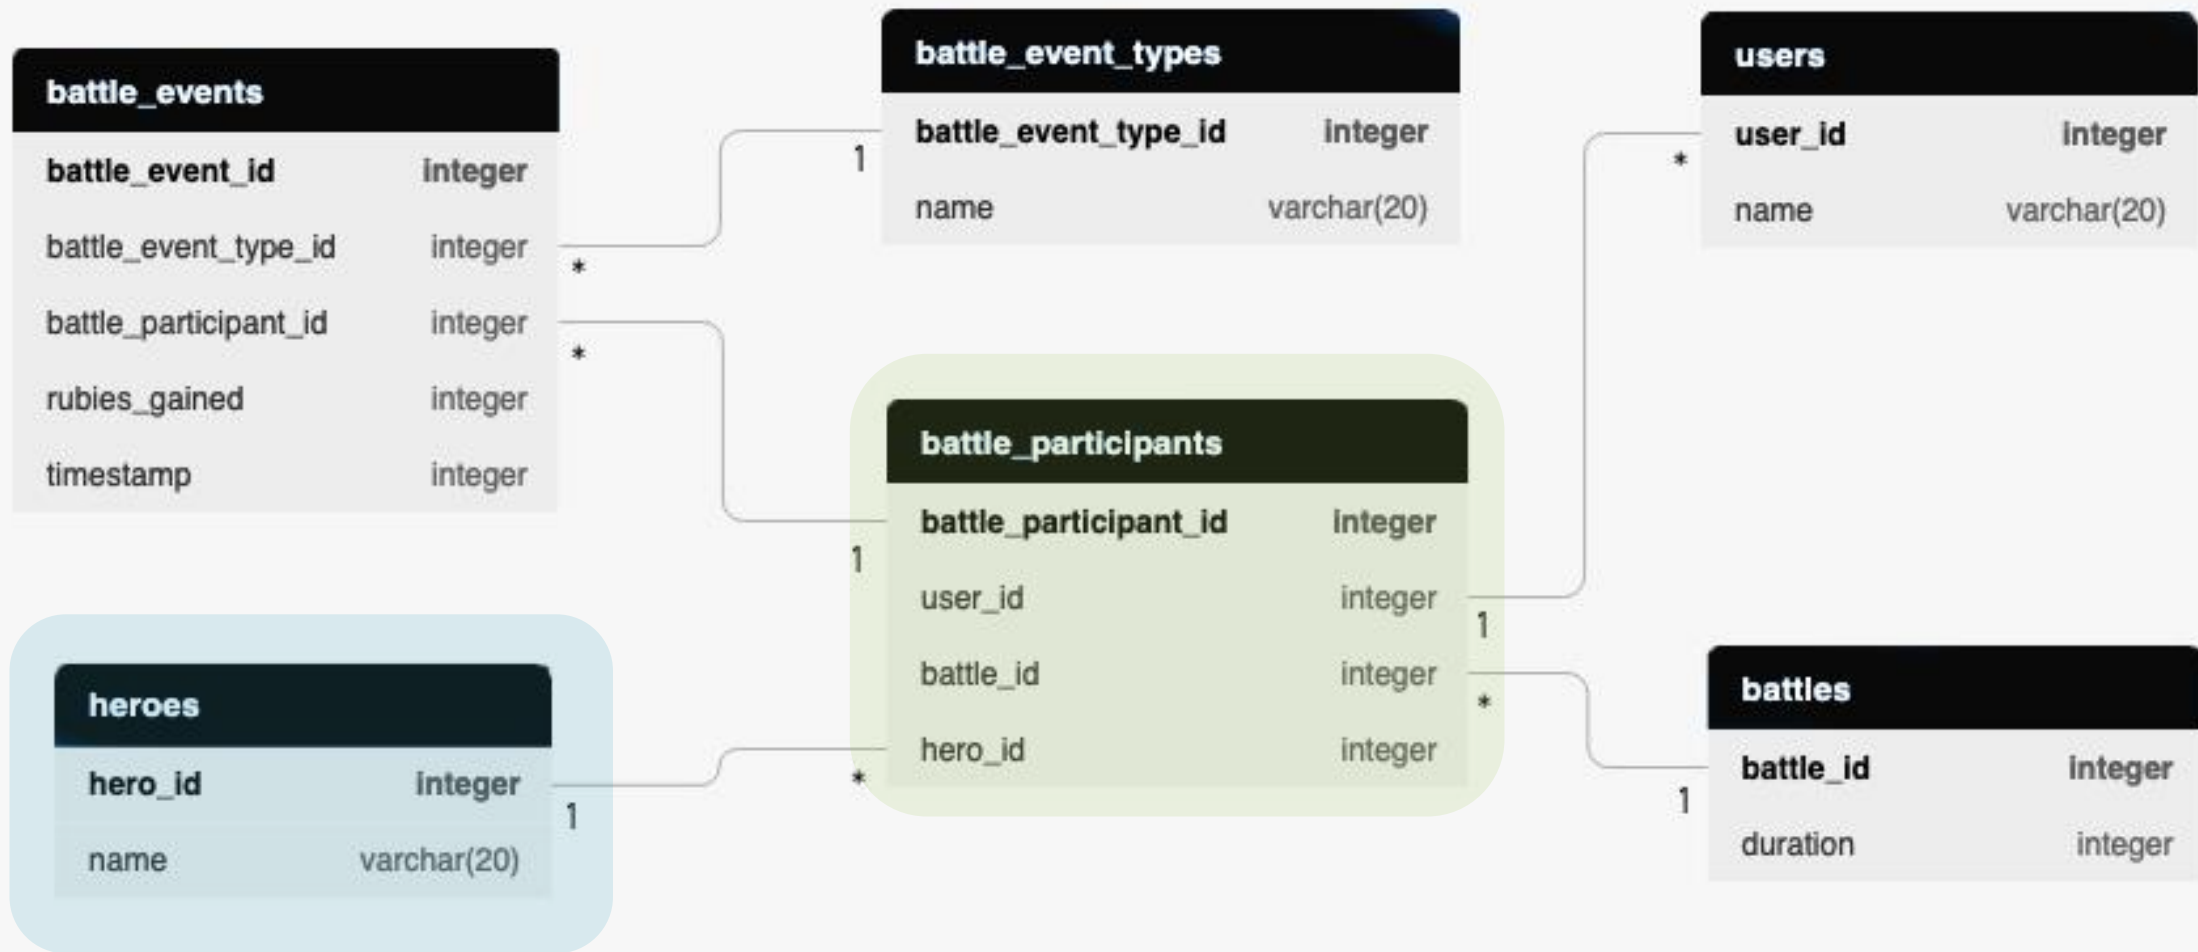 battle_events
battle_event_id integer
battle_event_type_id integer
*
battle_participant_id integer
*
rubies_gained integer
timestamp integer
battle_event_types
battle_event_type_id integer
1
name varchar(20)
users
user_id integer
*
name varchar(20)
battle_participants
battle_participant_id integer
1
user_id integer
1
battle_id integer
*
hero_id integer
*
heroes
hero_id integer
1
name varchar(20)
battles
battle_id integer
1
duration integer